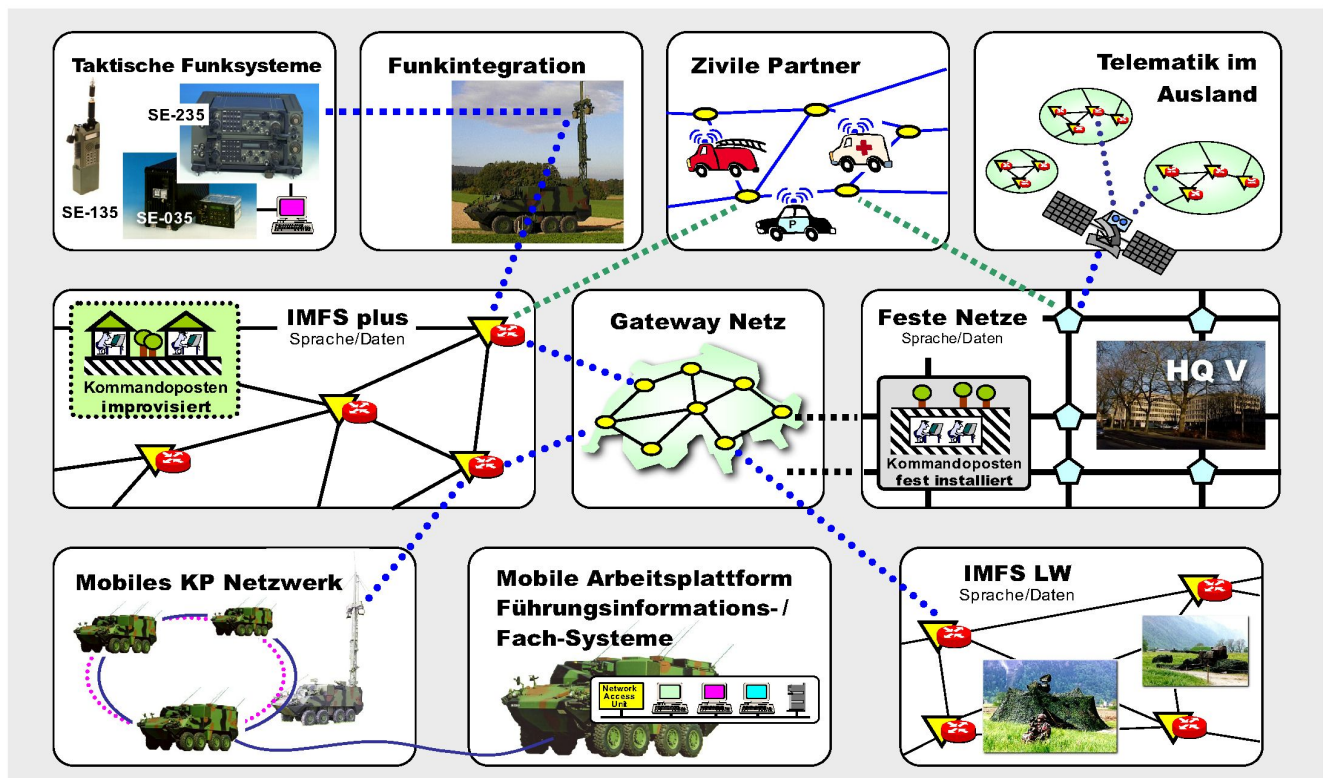 Taktische Funksysteme
SE-235
SE-135
SE-035
Funkintegration
Zivile Partner
P
Telematik im
Ausland
IMFS plus
Sprache/Daten
Kommandoposten
improvisiert
Gateway Netz
Feste Netze
Sprache/Daten
HQ V
Kommandoposten
fest installiert
Mobiles KP Netzwerk
Mobile Arbeitsplattform
Führungsinformations- /
Fach-Systeme
Network
Access
Unit
IMFS LW
Sprache/Daten